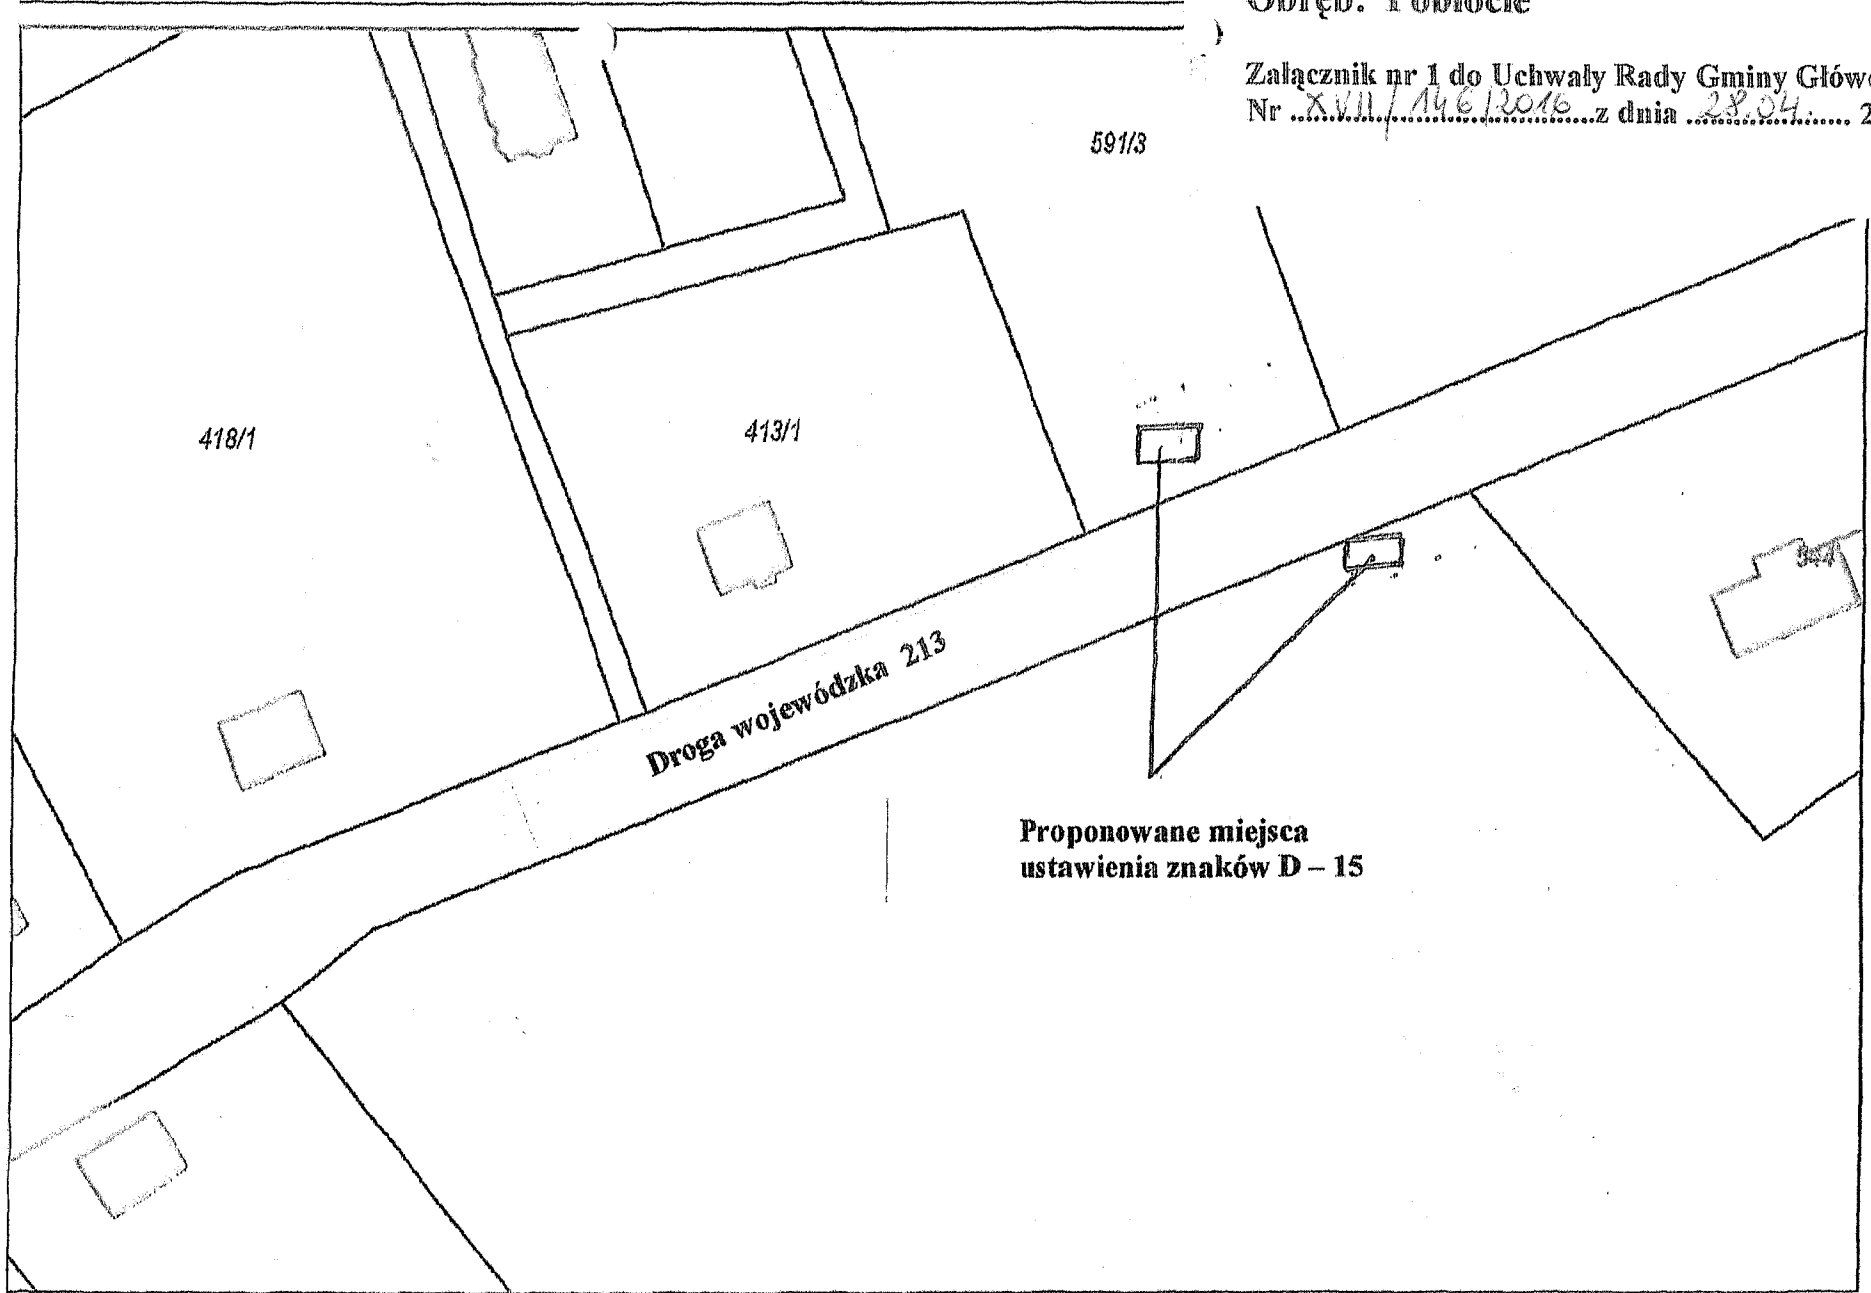 Obręb: Pobłocie
Załącznik nr 1 do Uchwały Rady Gminy Główc
Nr ..XVII/146/2016..z dnia ..28.04..... 2
591/3
418/1
413/1
Droga wojewódzka 213
Proponowane miejsca
ustawienia znaków D – 15